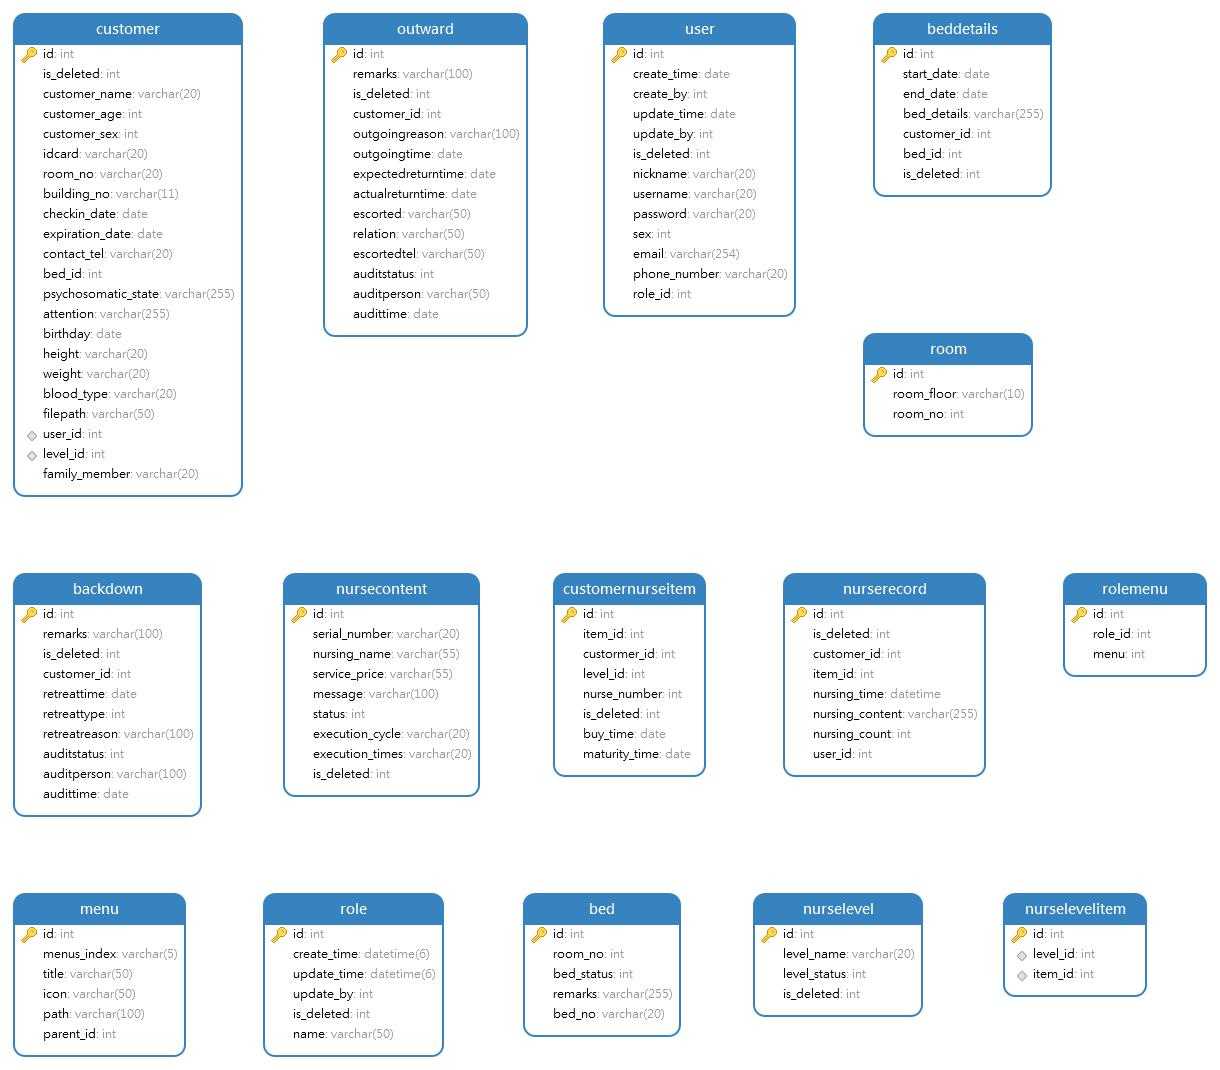 customer
id: int
is_deleted: int
customer_name: varchar(20)
customer_age: int
customer_sex: int
idcard: varchar(20)
room_no: varchar(20)
building_no: varchar(11)
checkin_date: date
expiration_date: date
contact_tel: varchar(20)
bed_id: int
psychosomatic_state: varchar(255)
attention: varchar(255)
birthday: date
height: varchar(20)
weight: varchar(20)
blood_type: varchar(20)
filepath: varchar(50)
user_id: int
level_id: int
family_member: varchar(20)
outward
id: int
remarks: varchar(100)
is_deleted: int
customer_id: int
outgoingreason: varchar(100)
outgoingtime: date
expectedreturntime: date
actualreturntime: date
escorted: varchar(50)
relation: varchar(50)
escortedtel: varchar(50)
auditstatus: int
auditperson: varchar(50)
audittime: date
user
id: int
create_time: date
create_by: int
update_time: date
update_by: int
is_deleted: int
nickname: varchar(20)
username: varchar(20)
password: varchar(20)
sex: int
email: varchar(254)
phone_number: varchar(20)
role_id: int
beddetails
id: int
start_date: date
end_date: date
bed_details: varchar(255)
customer_id: int
bed_id: int
is_deleted: int
room
id: int
room_floor: varchar(10)
room_no: int
backdown
id: int
remarks: varchar(100)
is_deleted: int
customer_id: int
retreattime: date
retreattype: int
retreatreason: varchar(100)
auditstatus: int
auditperson: varchar(100)
audittime: date
nursecontent
id: int
serial_number: varchar(20)
nursing_name: varchar(55)
service_price: varchar(55)
message: varchar(100)
status: int
execution_cycle: varchar(20)
execution_times: varchar(20)
is_deleted: int
customernurseitem
id: int
item_id: int
custormer_id: int
level_id: int
nurse_number: int
is_deleted: int
buy_time: date
maturity_time: date
nurserecord
id: int
is_deleted: int
customer_id: int
item_id: int
nursing_time: datetime
nursing_content: varchar(255)
nursing_count: int
user_id: int
rolemenu
id: int
role_id: int
menu: int
menu
id: int
menus_index: varchar(5)
title: varchar(50)
icon: varchar(50)
path: varchar(100)
parent_id: int
role
id: int
create_time: datetime(6)
update_time: datetime(6)
update_by: int
is_deleted: int
name: varchar(50)
bed
id: int
room_no: int
bed_status: int
remarks: varchar(255)
bed_no: varchar(20)
nurselevel
id: int
level_name: varchar(20)
level_status: int
is_deleted: int
nurselevelitem
id: int
level_id: int
item_id: int